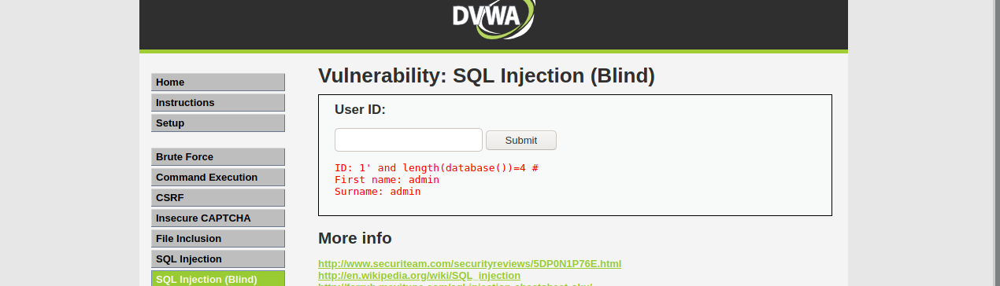 DVWA
Home
Instructions
Setup
Brute Force
Command Execution
CSRF
Insecure CAPTCHA
File Inclusion
SQL Injection
SQL Injection (Blind)
Vulnerability: SQL Injection (Blind)
User ID:
Submit
ID: 1' and length(database())=4 #
First name: admin
Surname: admin
More info
http://www.securiteam.com/securityreviews/5DP0N1P76E.html
http://en.wikipedia.org/wiki/SQL_injection